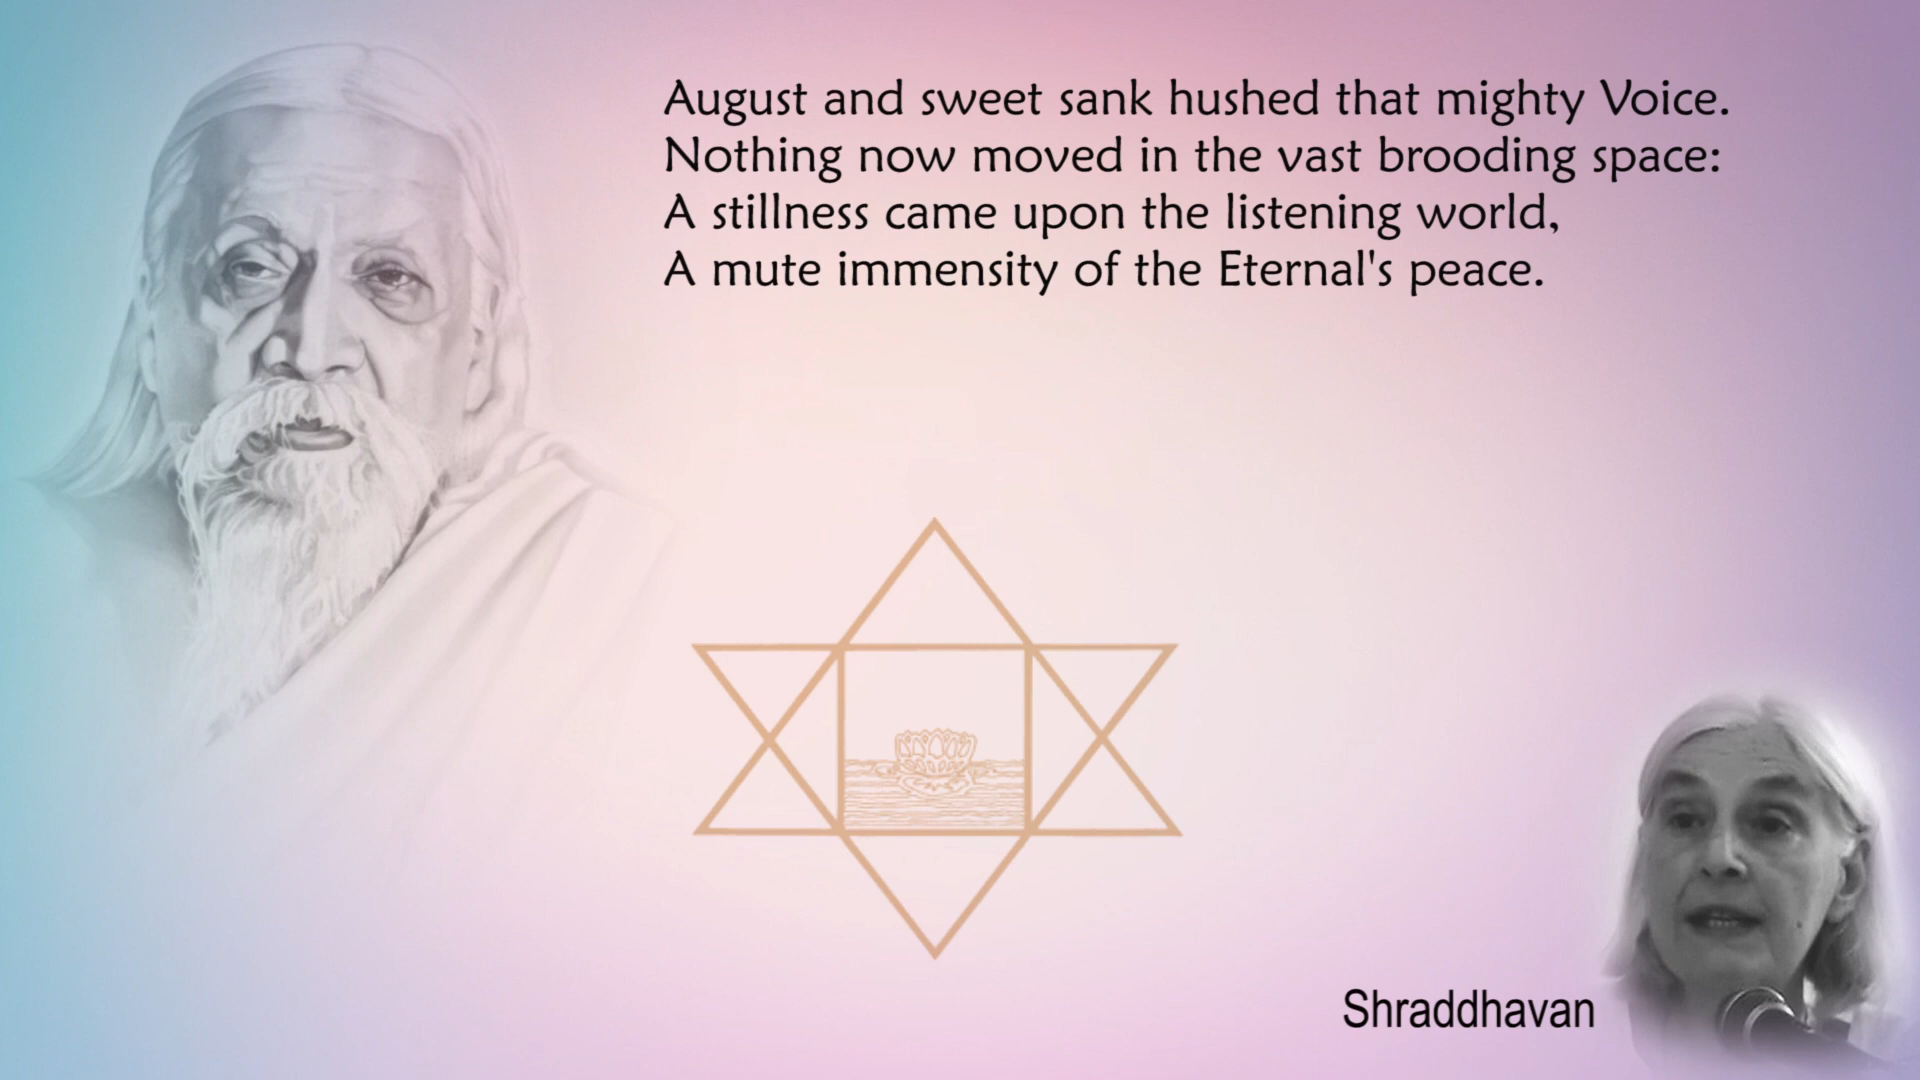 August and sweet sank hushed that mighty Voice.
Nothing now moved in the vast brooding space:
A stillness came upon the listening world,
A mute immensity of the Eternal's peace.
Shraddhavan